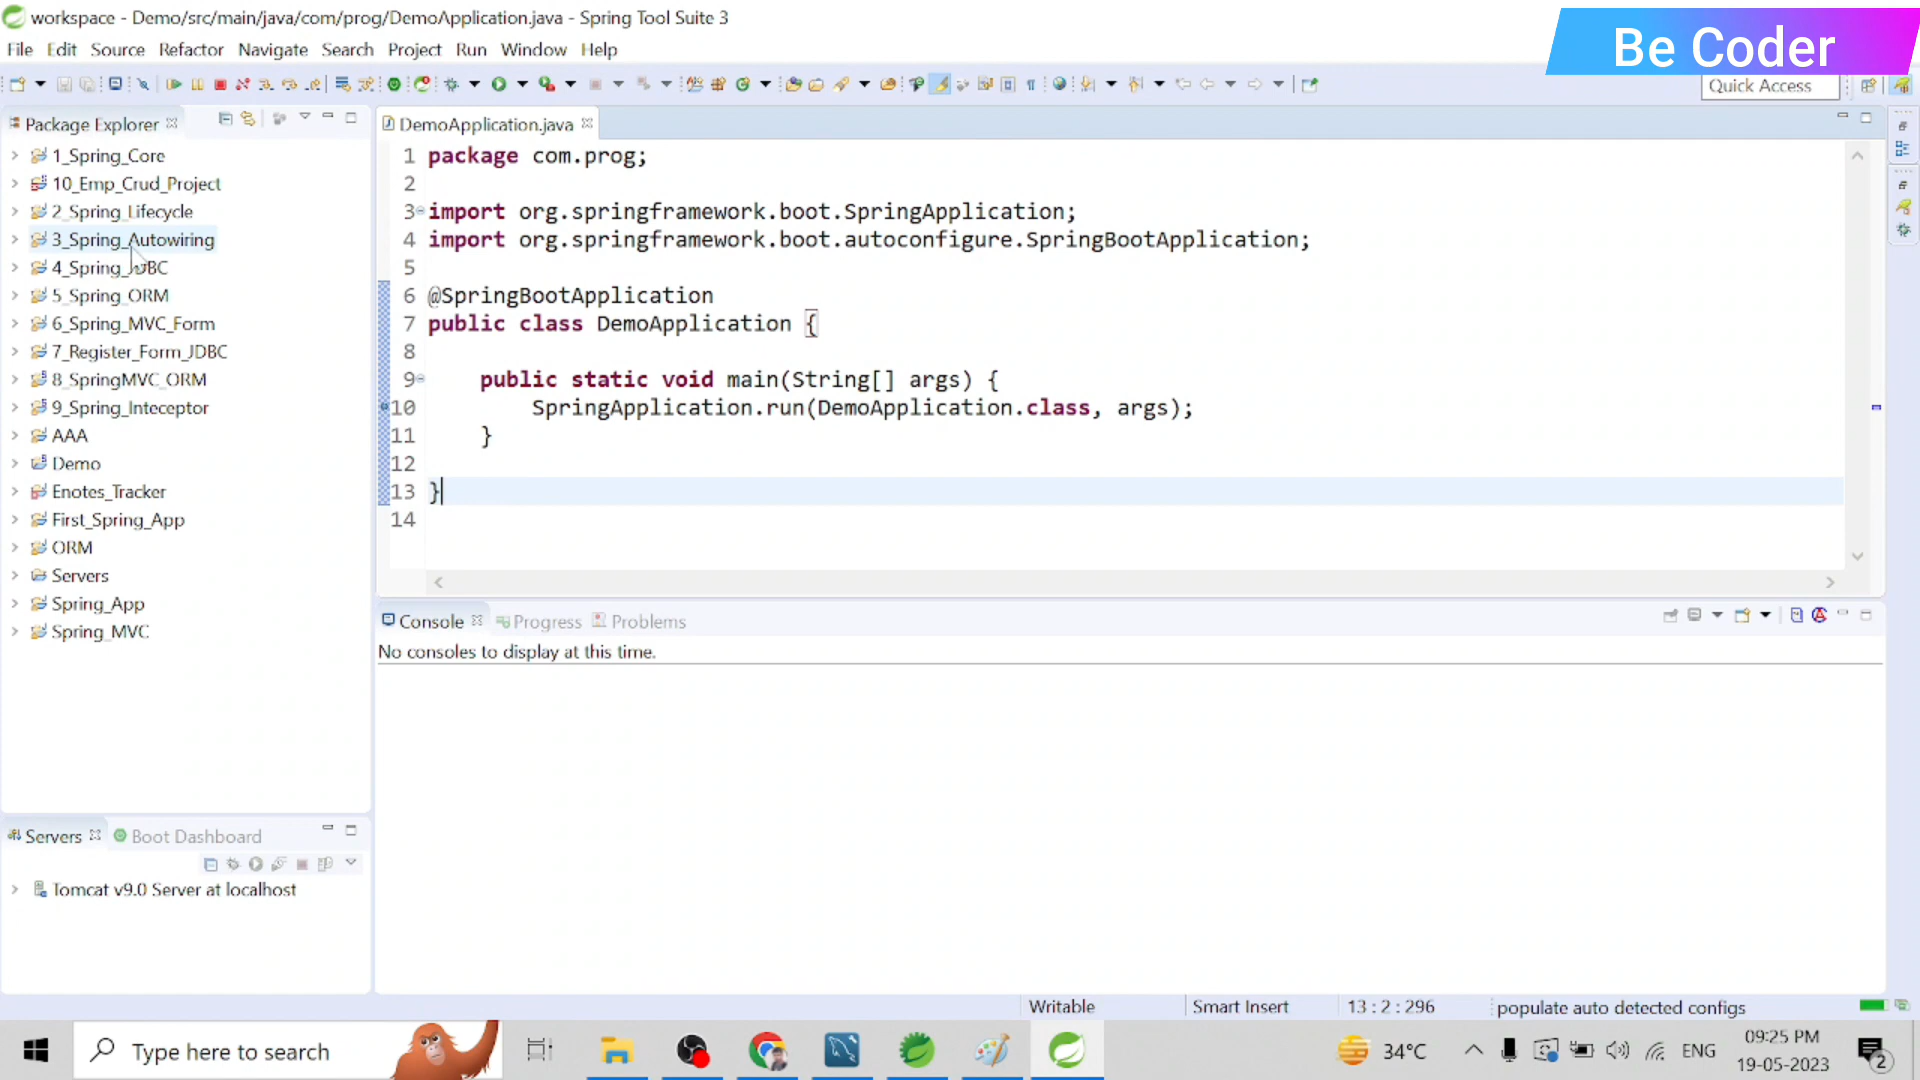 workspace - Demo/src/main/java/com/prog/DemoApplication.java - Spring Tool Suite 3
File Edit Source Refactor Navigate Search Project Run Window Help
Be Coder
Quick Access
Package Explorer
1_Spring_Core
10_Emp_Crud_Project
2_Spring_Lifecycle
3_Spring_Autowiring
4_Spring_JDBC
5_Spring_ORM
6_Spring_MVC_Form
7_Register_Form_JDBC
8_SpringMVC_ORM
9_Spring_Inteceptor
AAA
Demo
Enotes_Tracker
First_Spring_App
ORM
Servers
Spring_App
Spring_MVC
DemoApplication.java
1 package com.prog;
2
3 import org.springframework.boot.SpringApplication;
4 import org.springframework.boot.autoconfigure.SpringBootApplication;
5
6 @SpringBootApplication
7 public class DemoApplication {
8
9 public static void main(String[] args) {
10 SpringApplication.run(DemoApplication.class, args);
11 }
12
13 }
14
Console Progress Problems
No consoles to display at this time.
Servers Boot Dashboard
Tomcat v9.0 Server at localhost
Writable Smart Insert 13 : 2 : 296 populate auto detected configs
Type here to search
34°C
ENG
09:25 PM
19-05-2023
2